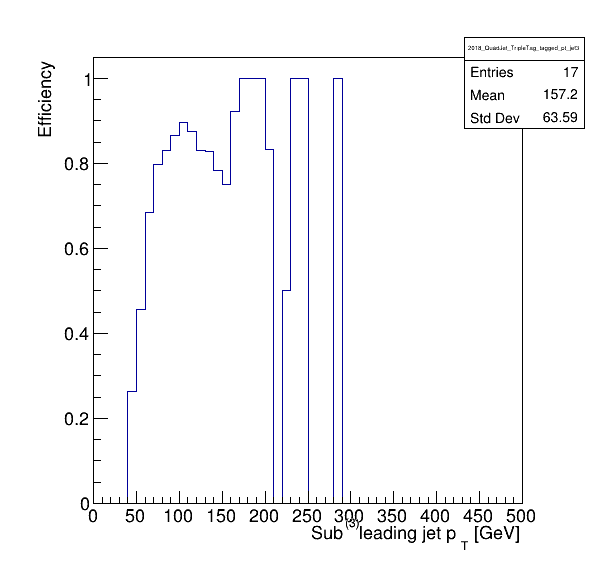 2018_QuadJet_TripleTag_tagged_pt_jet3
Entries 17
Mean 157.2
Std Dev 63.59
Efficiency
1
0.8
0.6
0.4
0.2
0
0 50 100 150 200 250 300 350 400 450 500
Sub(3)leading jet pT [GeV]